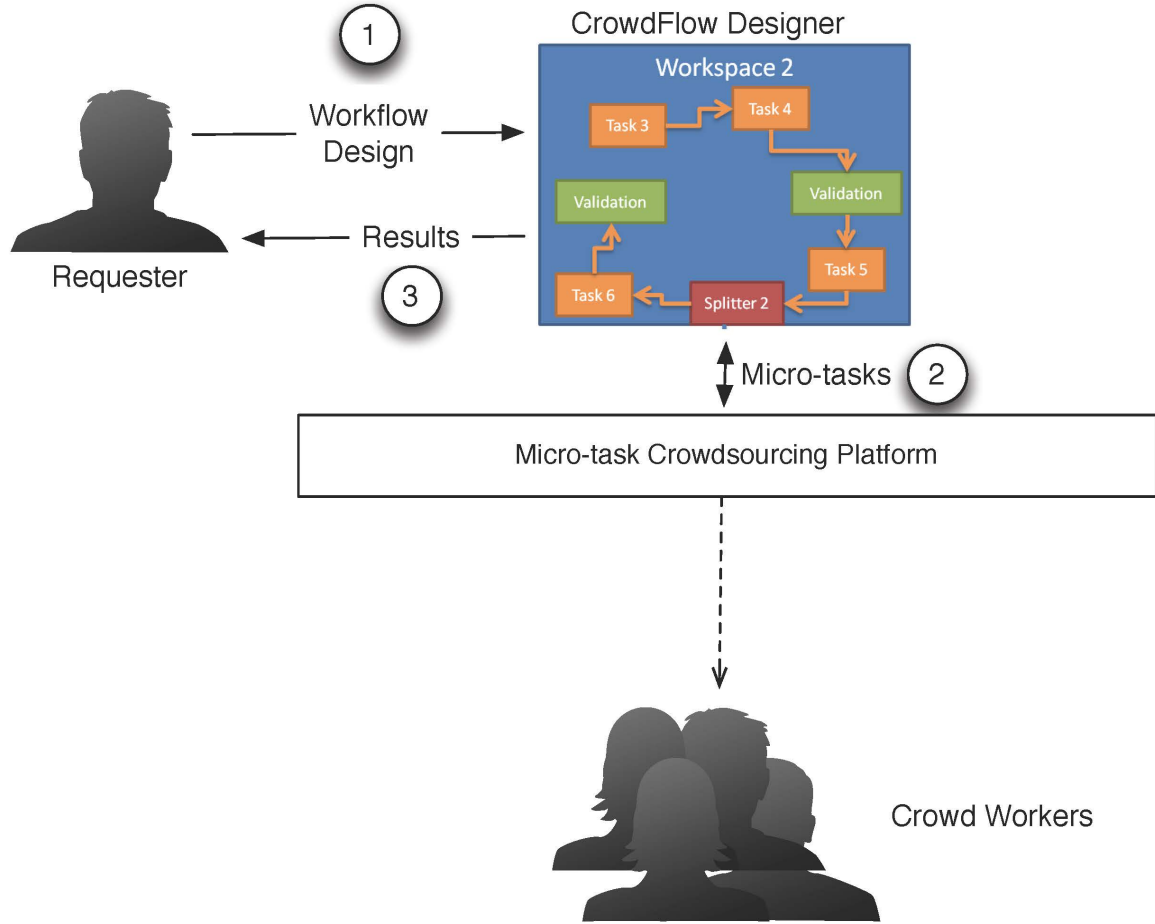 1
CrowdFlow Designer
Workspace 2
Task 3
Task 4
Workflow
Design
Validation
Validation
Results
Requester
3
Task 5
Task 6
Splitter 2
Micro-tasks
2
Micro-task Crowdsourcing Platform
Crowd Workers